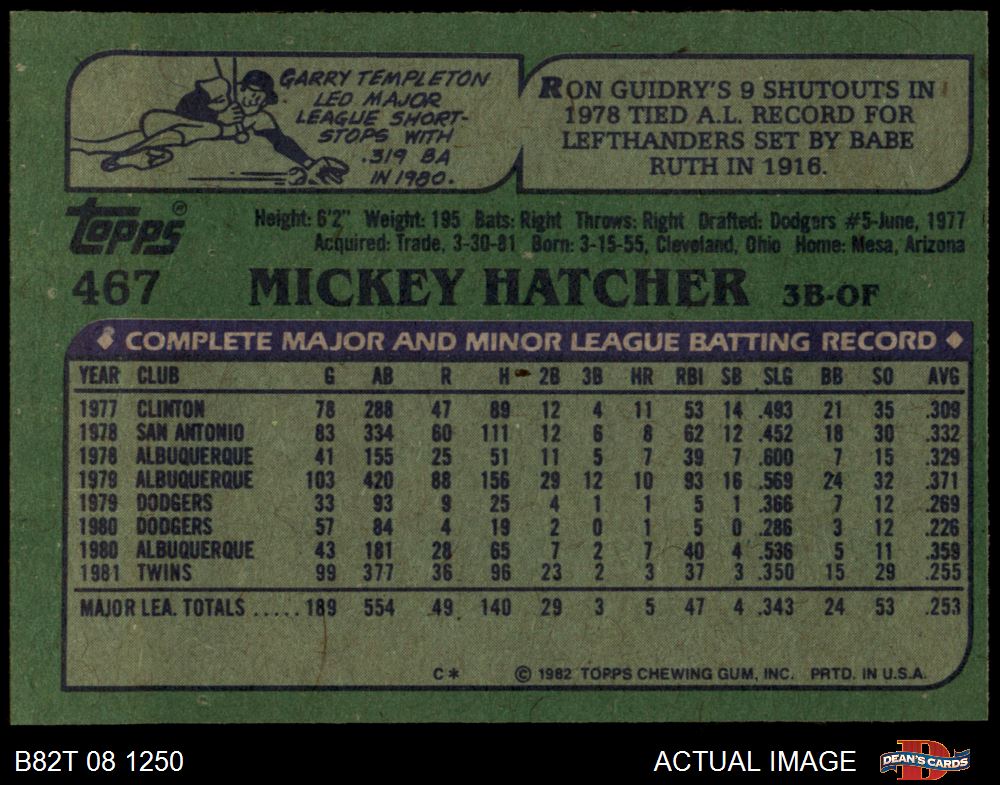 GARRY TEMPLETON
LED MAJOR
LEAGUE SHORT-
STOPS WITH
.319 BA
IN 1980.
RON GUIDRY'S 9 SHUTOUTS IN
1978 TIED A.L. RECORD FOR
LEFTHANDERS SET BY BABE
RUTH IN 1916.
Topps®
Height: 6'2" Weight: 195 Bats: Right Throws: Right Drafted: Dodgers #5-June, 1977
Acquired: Trade, 3-30-81 Born: 3-15-55, Cleveland, Ohio Home: Mesa, Arizona
467 MICKEY HATCHER 3B-OF
COMPLETE MAJOR AND MINOR LEAGUE BATTING RECORD
YEAR CLUB G AB R H 2B 3B HR RBI SB SLG BB SO AVG
1977 CLINTON 78 288 47 89 12 4 11 53 14 .493 21 35 .309
1978 SAN ANTONIO 83 334 60 111 12 6 8 62 12 .452 18 30 .332
1978 ALBUQUERQUE 41 155 25 51 11 5 7 39 7 .600 7 15 .329
1979 ALBUQUERQUE 103 420 88 156 29 12 10 93 16 .569 24 32 .371
1979 DODGERS 33 93 9 25 4 1 1 5 1 .366 7 12 .269
1980 DODGERS 57 84 4 19 2 0 1 5 0 .286 3 12 .226
1980 ALBUQUERQUE 43 181 28 65 7 2 7 40 4 .536 5 11 .359
1981 TWINS 99 377 36 96 23 2 3 37 3 .350 15 29 .255
MAJOR LEA. TOTALS ..... 189 554 49 140 29 3 5 47 4 .343 24 53 .253
C* © 1982 TOPPS CHEWING GUM, INC. PRTD. IN U.S.A.
B82T 08 1250 ACTUAL IMAGE DEAN'S CARDS